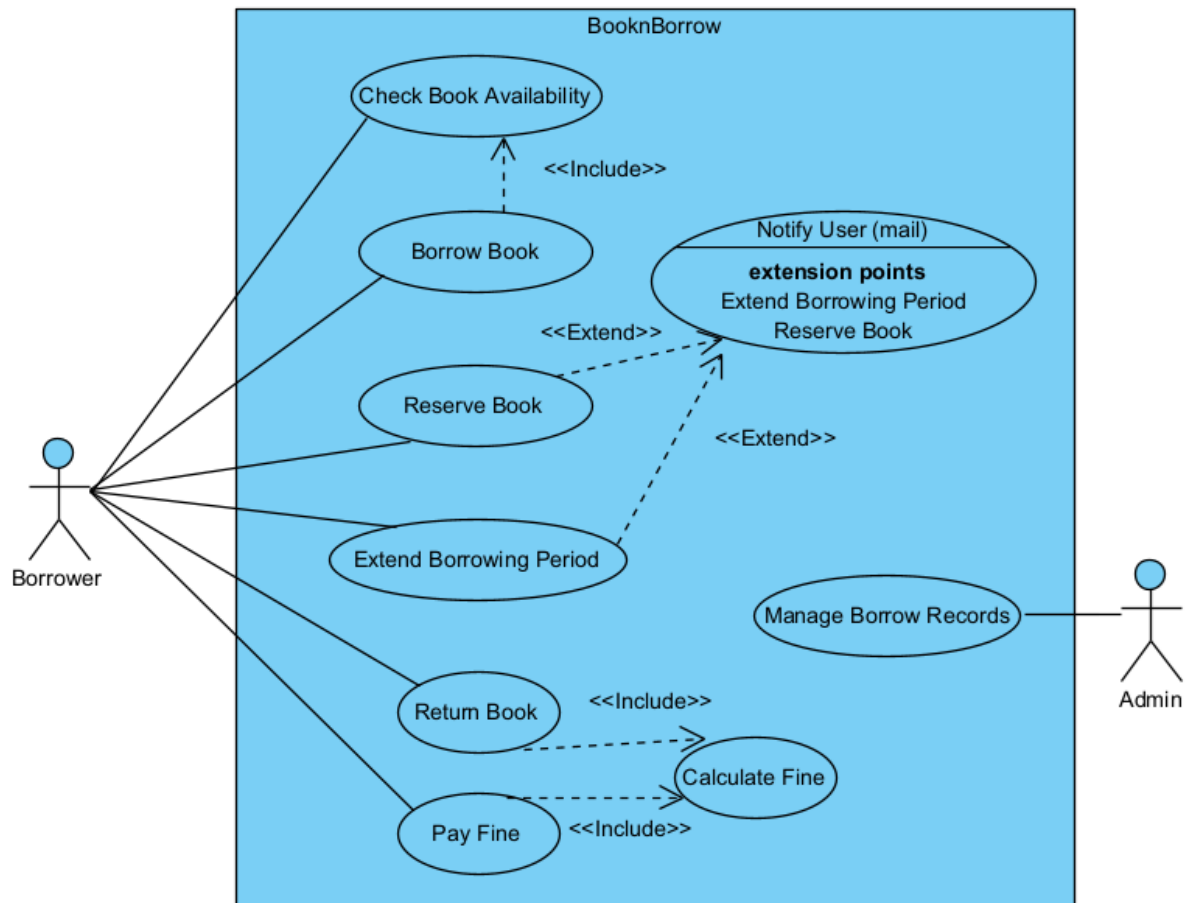 BooknBorrow
Check Book Availability
<<Include>>
Borrow Book
Notify User (mail)
extension points
Extend Borrowing Period
Reserve Book
<<Extend>>
Reserve Book
<<Extend>>
Extend Borrowing Period
Borrower
Manage Borrow Records
Admin
Return Book
<<Include>>
Calculate Fine
Pay Fine
<<Include>>